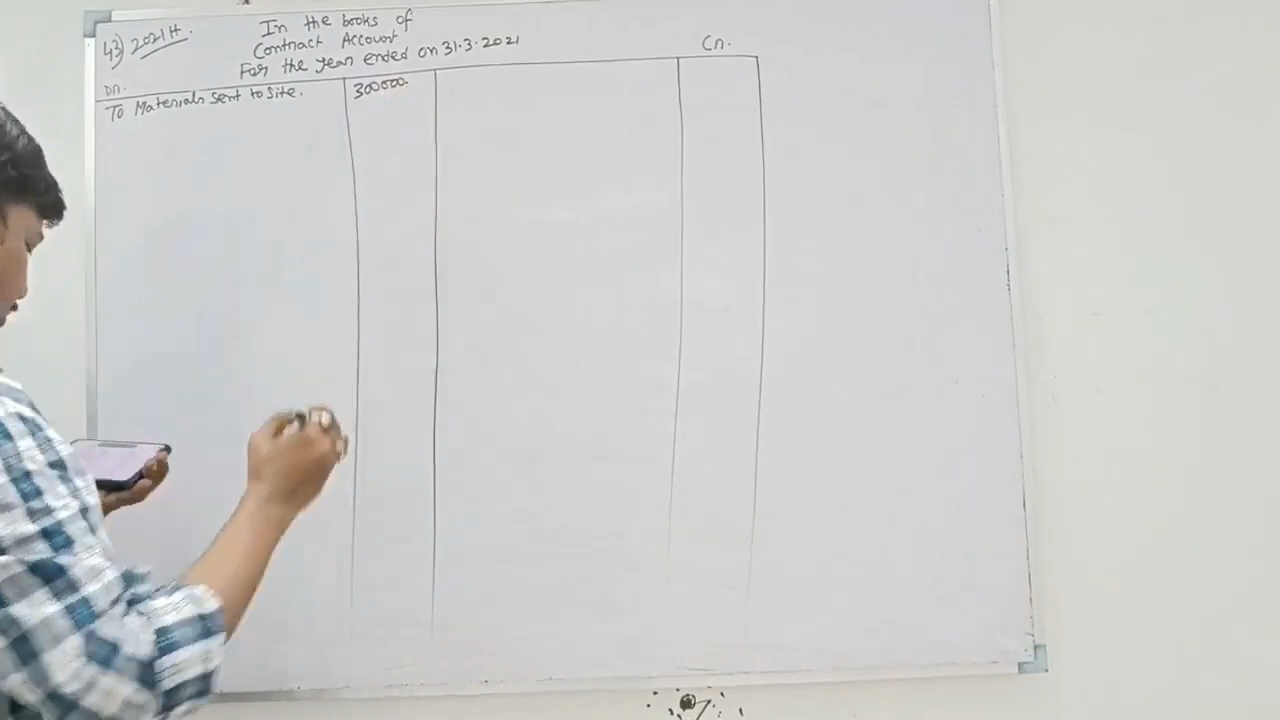 43) 2021 H.
In the books of
Contract Account
For the year ended on 31.3.2021
Dr.
Cr.
To Materials sent to site. 300000.